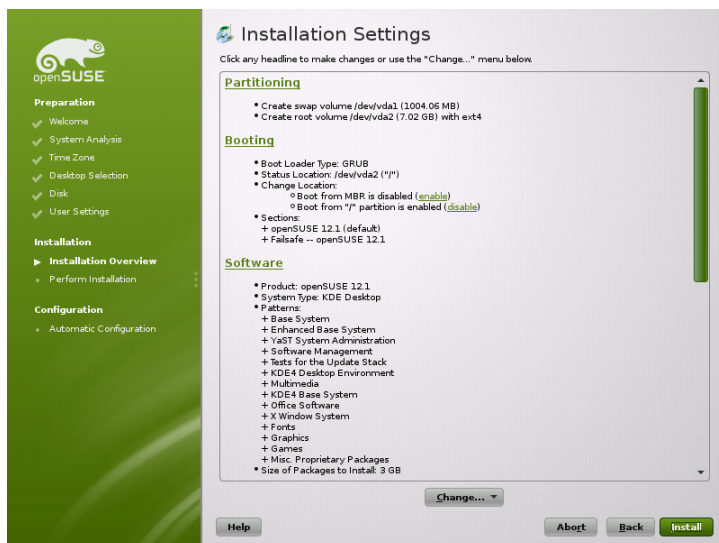 openSUSE
Preparation
Welcome
System Analysis
Time Zone
Desktop Selection
Disk
User Settings
Installation
Installation Overview
Perform Installation
Configuration
Automatic Configuration
Installation Settings
Click any headline to make changes or use the "Change..." menu below.
Partitioning
• Create swap volume /dev/vda1 (1004.06 MB)
• Create root volume /dev/vda2 (7.02 GB) with ext4
Booting
• Boot Loader Type: GRUB
• Status Location: /dev/vda2 ("/")
• Change Location:
○ Boot from MBR is disabled (enable)
○ Boot from "/" partition is enabled (disable)
• Sections:
+ openSUSE 12.1 (default)
+ Failsafe -- openSUSE 12.1
Software
• Product: openSUSE 12.1
• System Type: KDE Desktop
• Patterns:
+ Base System
+ Enhanced Base System
+ YaST System Administration
+ Software Management
+ Tests for the Update Stack
+ KDE4 Desktop Environment
+ Multimedia
+ KDE4 Base System
+ Office Software
+ X Window System
+ Fonts
+ Graphics
+ Games
+ Misc. Proprietary Packages
• Size of Packages to Install: 3 GB
Change...
Help
Abort
Back
Install